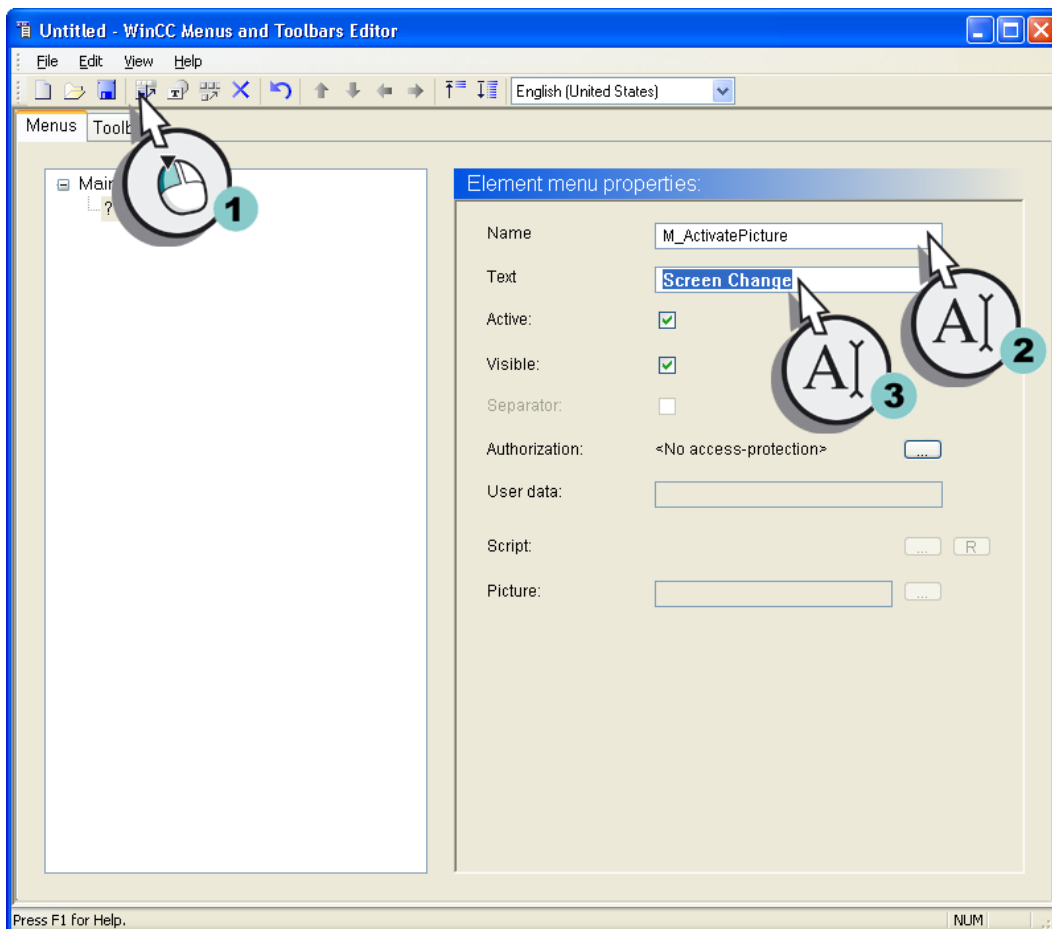 Untitled - WinCC Menus and Toolbars Editor
File Edit View Help
English (United States)
Menus
1
?
Element menu properties:
Name M_ActivatePicture
Text Screen Change
Active:
2
Visible:
3
Separator:
Authorization: <No access-protection> ...
User data:
Script: ... R
Picture: ...
Press F1 for Help. NUM